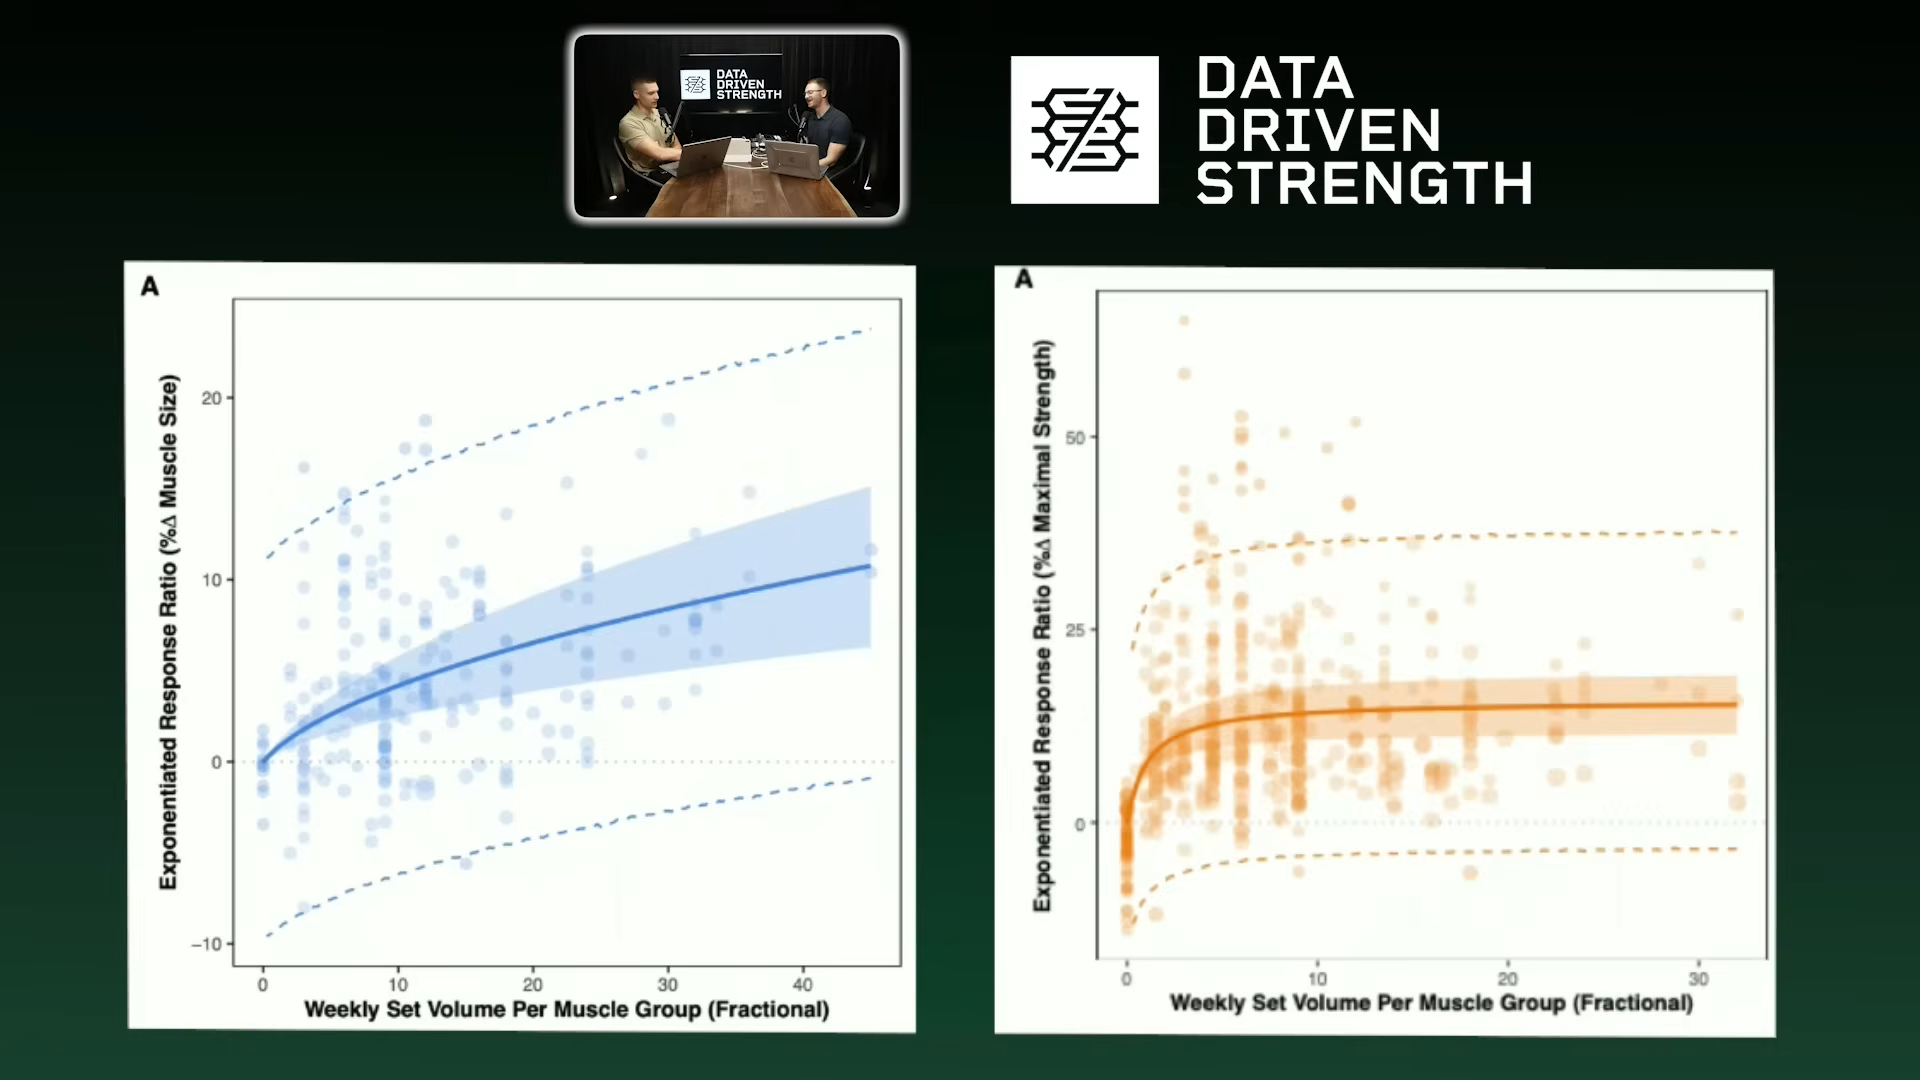 DATA
DRIVEN
STRENGTH
DATA
DRIVEN
STRENGTH
A
Exponentiated Response Ratio (%Δ Muscle Size)
20
10
0
−10
0 10 20 30 40
Weekly Set Volume Per Muscle Group (Fractional)
A
Exponentiated Response Ratio (%Δ Maximal Strength)
50
25
0
0 10 20 30
Weekly Set Volume Per Muscle Group (Fractional)